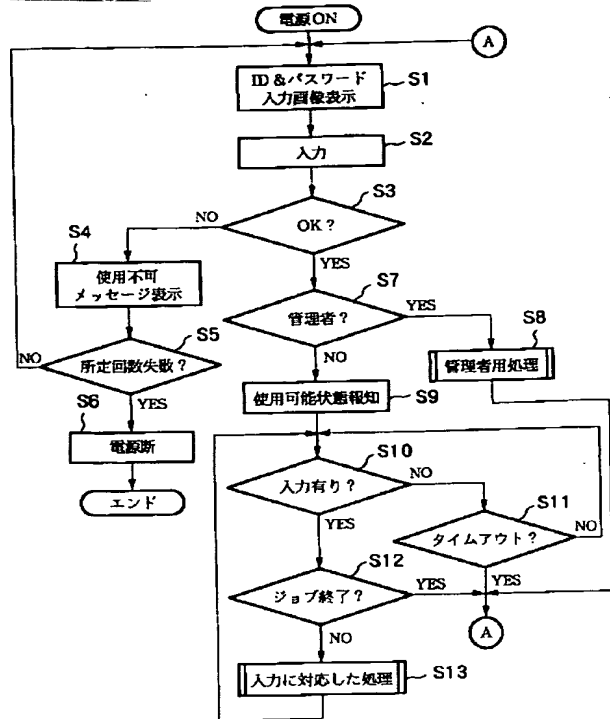 電源ON
A
ID&パスワード
入力画像表示
S1
入力
S2
OK?
S3
NO
YES
S4
使用不可
メッセージ表示
所定回数失敗?
S5
NO
YES
S6
電源断
エンド
管理者?
S7
YES
NO
S8
管理者用処理
使用可能状態報知
S9
入力有り?
S10
NO
YES
タイムアウト?
S11
NO
YES
ジョブ終了?
S12
YES
NO
A
入力に対応した処理
S13